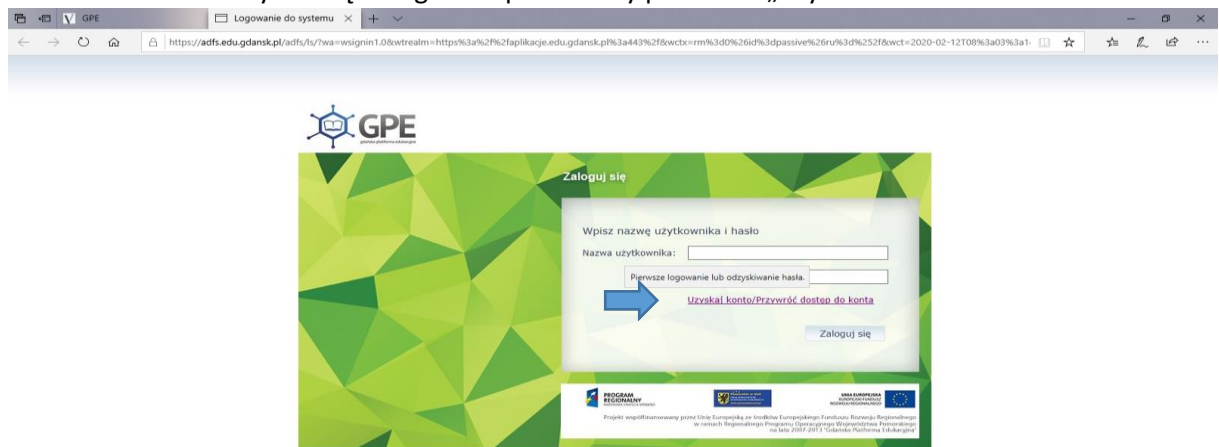 GPE
Logowanie do systemu
https://adfs.edu.gdansk.pl/adfs/ls/?wa=wsignin1.0&wtrealm=https%3a%2f%2faplikacje.edu.gdansk.pl%3a443%2f&wctx=rm%3d0%26id%3dpassive%26ru%3d%252f&wct=2020-02-12T08%3a03%3a1
GPE
gdańska platforma edukacyjna
Zaloguj się
Wpisz nazwę użytkownika i hasło
Nazwa użytkownika:
Pierwsze logowanie lub odzyskiwanie hasła.
Uzyskaj konto/Przywróć dostęp do konta
Zaloguj się
PROGRAM
REGIONALNY
UNIA EUROPEJSKA
Projekt współfinansowany przez Unię Europejską ze środków Europejskiego Funduszu Rozwoju Regionalnego
w ramach Regionalnego Programu Operacyjnego Województwa Pomorskiego
na lata 2007-2013 "Gdańska Platforma Edukacyjna"